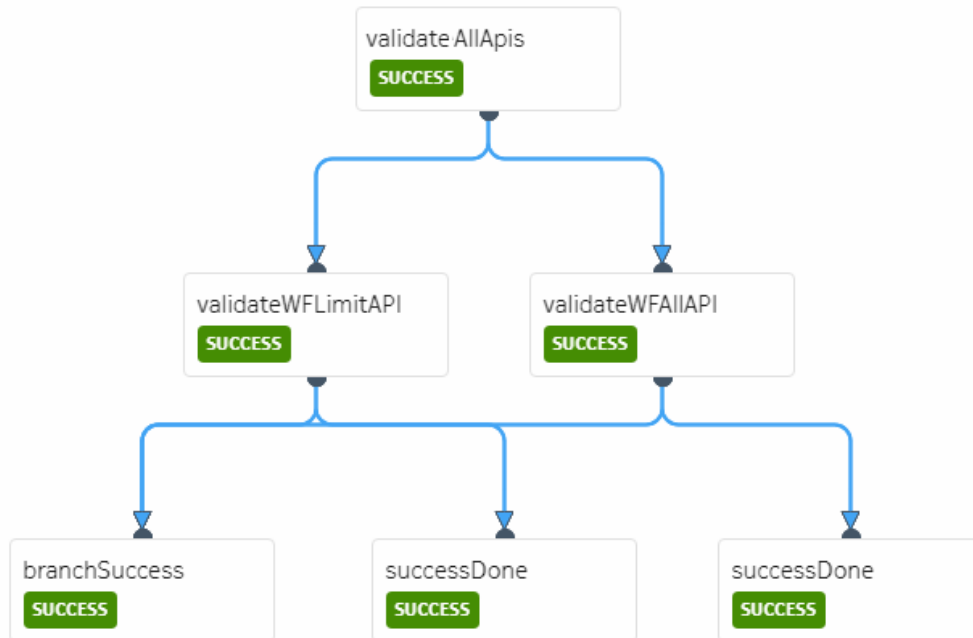 validateAllApis
SUCCESS
validateWFLimitAPI
SUCCESS
validateWFAllAPI
SUCCESS
branchSuccess
SUCCESS
successDone
SUCCESS
successDone
SUCCESS